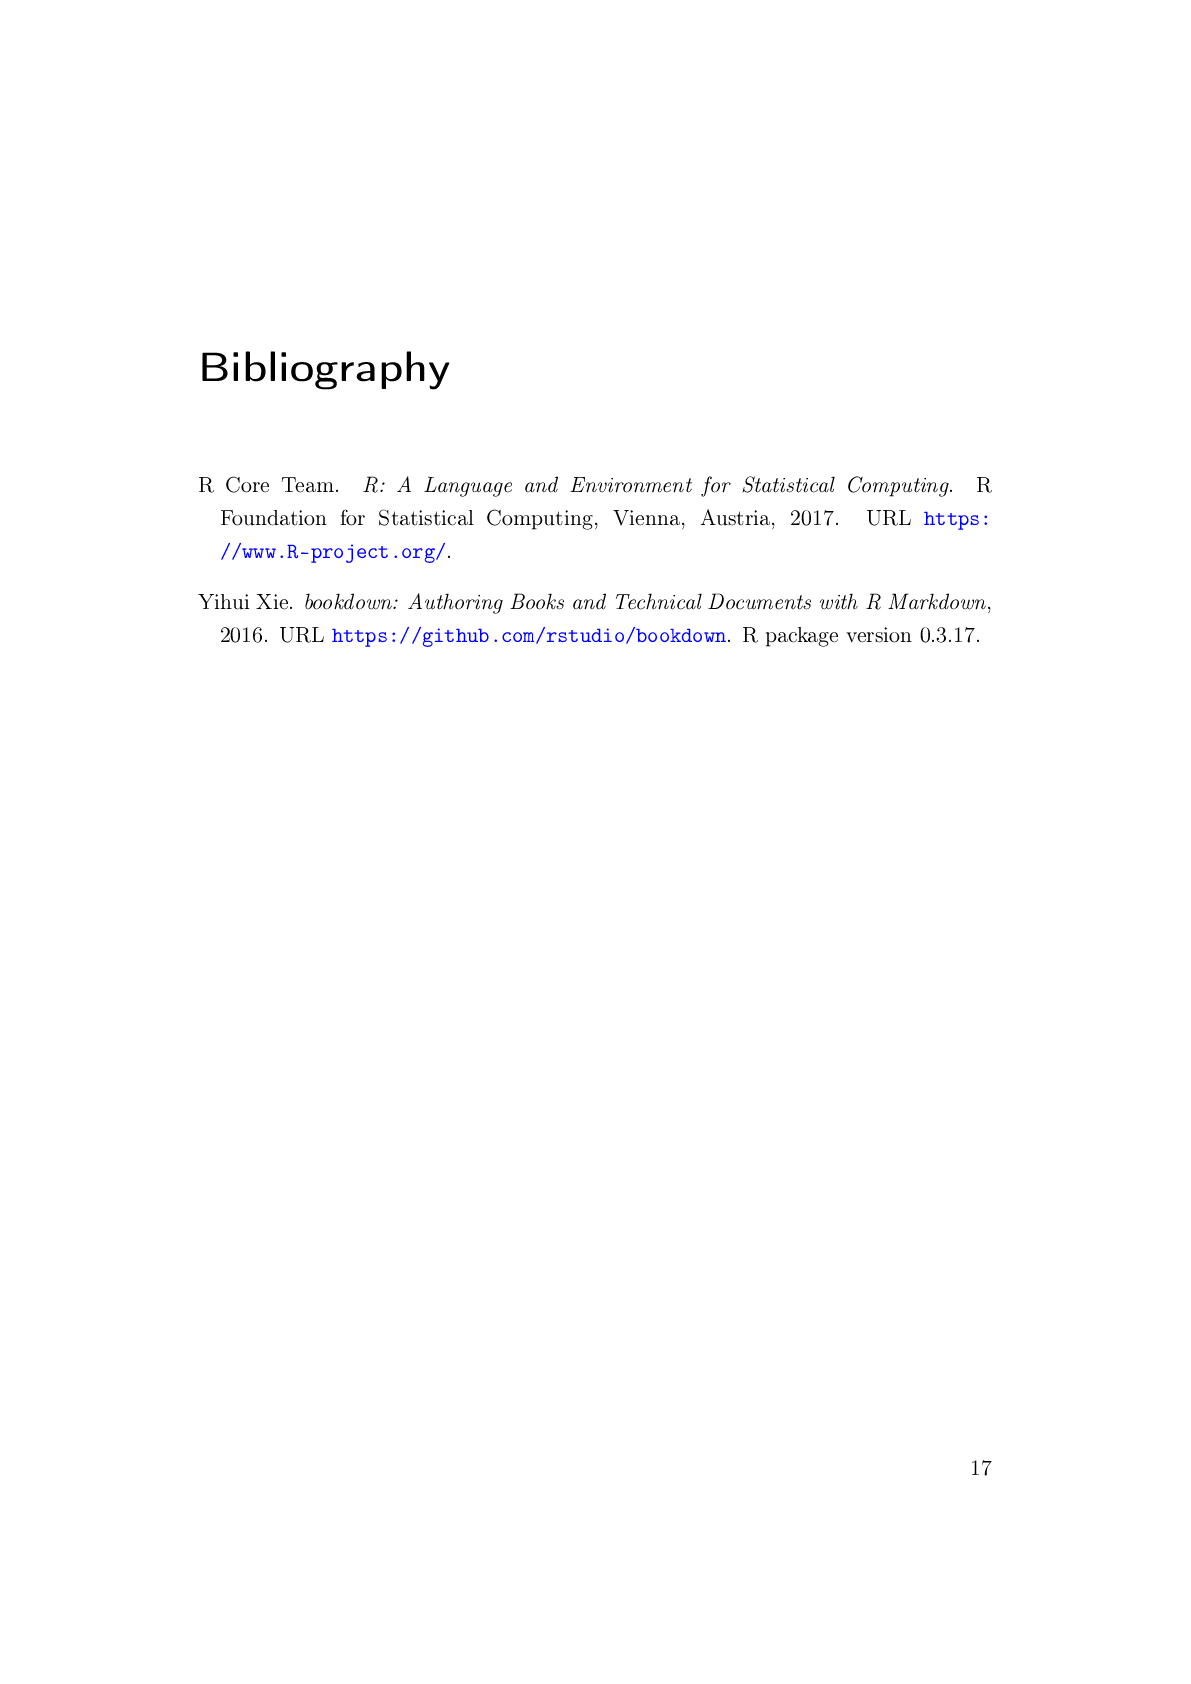 Bibliography
R Core Team. R: A Language and Environment for Statistical Computing. R
Foundation for Statistical Computing, Vienna, Austria, 2017. URL https:
//www.R-project.org/.
Yihui Xie. bookdown: Authoring Books and Technical Documents with R Markdown,
2016. URL https://github.com/rstudio/bookdown. R package version 0.3.17.
17